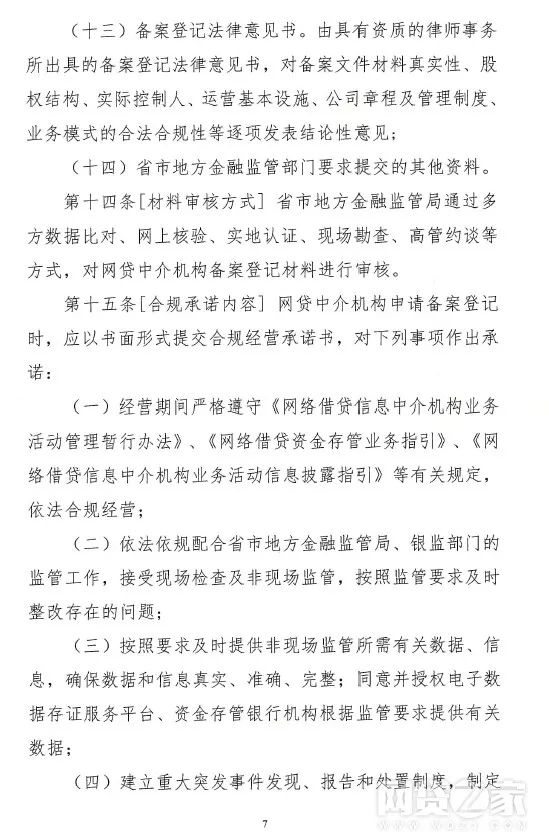 （十三）备案登记法律意见书。由具有资质的律师事务
所出具的备案登记法律意见书，对备案文件材料真实性、股
权结构、实际控制人、运营基本设施、公司章程及管理制度、
业务模式的合法合规性等逐项发表结论性意见;
（十四）省市地方金融监管部门要求提交的其他资料。
第十四条[材料审核方式] 省市地方金融监管局通过多
方数据比对、网上核验、实地认证、现场勘查、高管约谈等
方式，对网贷中介机构备案登记材料进行审核。
第十五条[合规承诺内容] 网贷中介机构申请备案登记
时，应以书面形式提交合规经营承诺书，对下列事项作出承
诺：
（一）经营期间严格遵守《网络借贷信息中介机构业务
活动管理暂行办法》、《网络借贷资金存管业务指引》、《网
络借贷信息中介机构业务活动信息披露指引》等有关规定，
依法合规经营;
（二）依法依规配合省市地方金融监管局、银监部门的
监管工作，接受现场检查及非现场监管，按照监管要求及时
整改存在的问题;
（三）按照要求及时提供非现场监管所需有关数据、信
息，确保数据和信息真实、准确、完整；同意并授权电子数
据存证服务平台、资金存管银行机构根据监管要求提供有关
数据;
（四）建立重大突发事件发现、报告和处置制度，制定
7
网贷之家